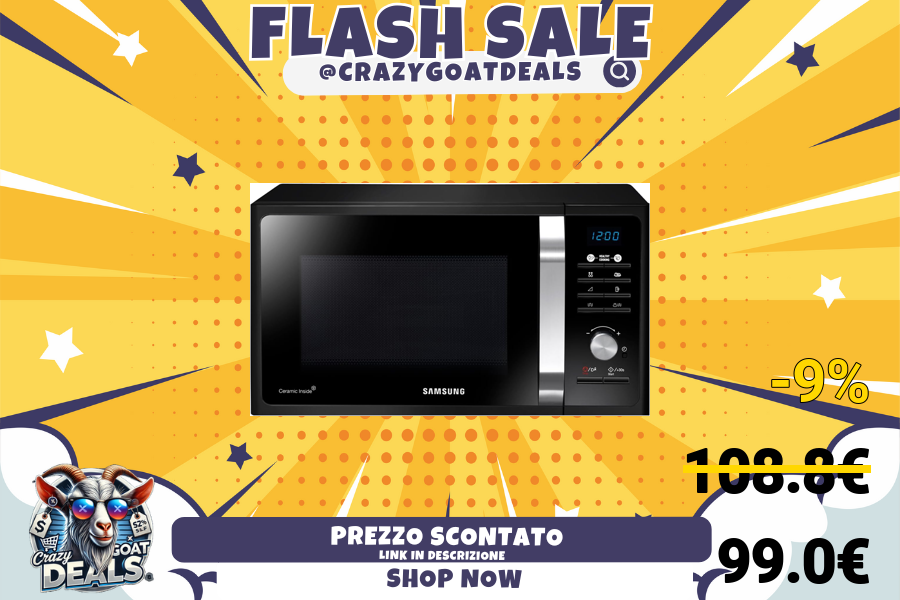 FLASH SALE
@CRAZYGOATDEALS
1200
Ceramic Inside
SAMSUNG
-9%
108.8€
$
52%
Crazy
GOAT
DEALS
PREZZO SCONTATO
LINK IN DESCRIZIONE
SHOP NOW
99.0€